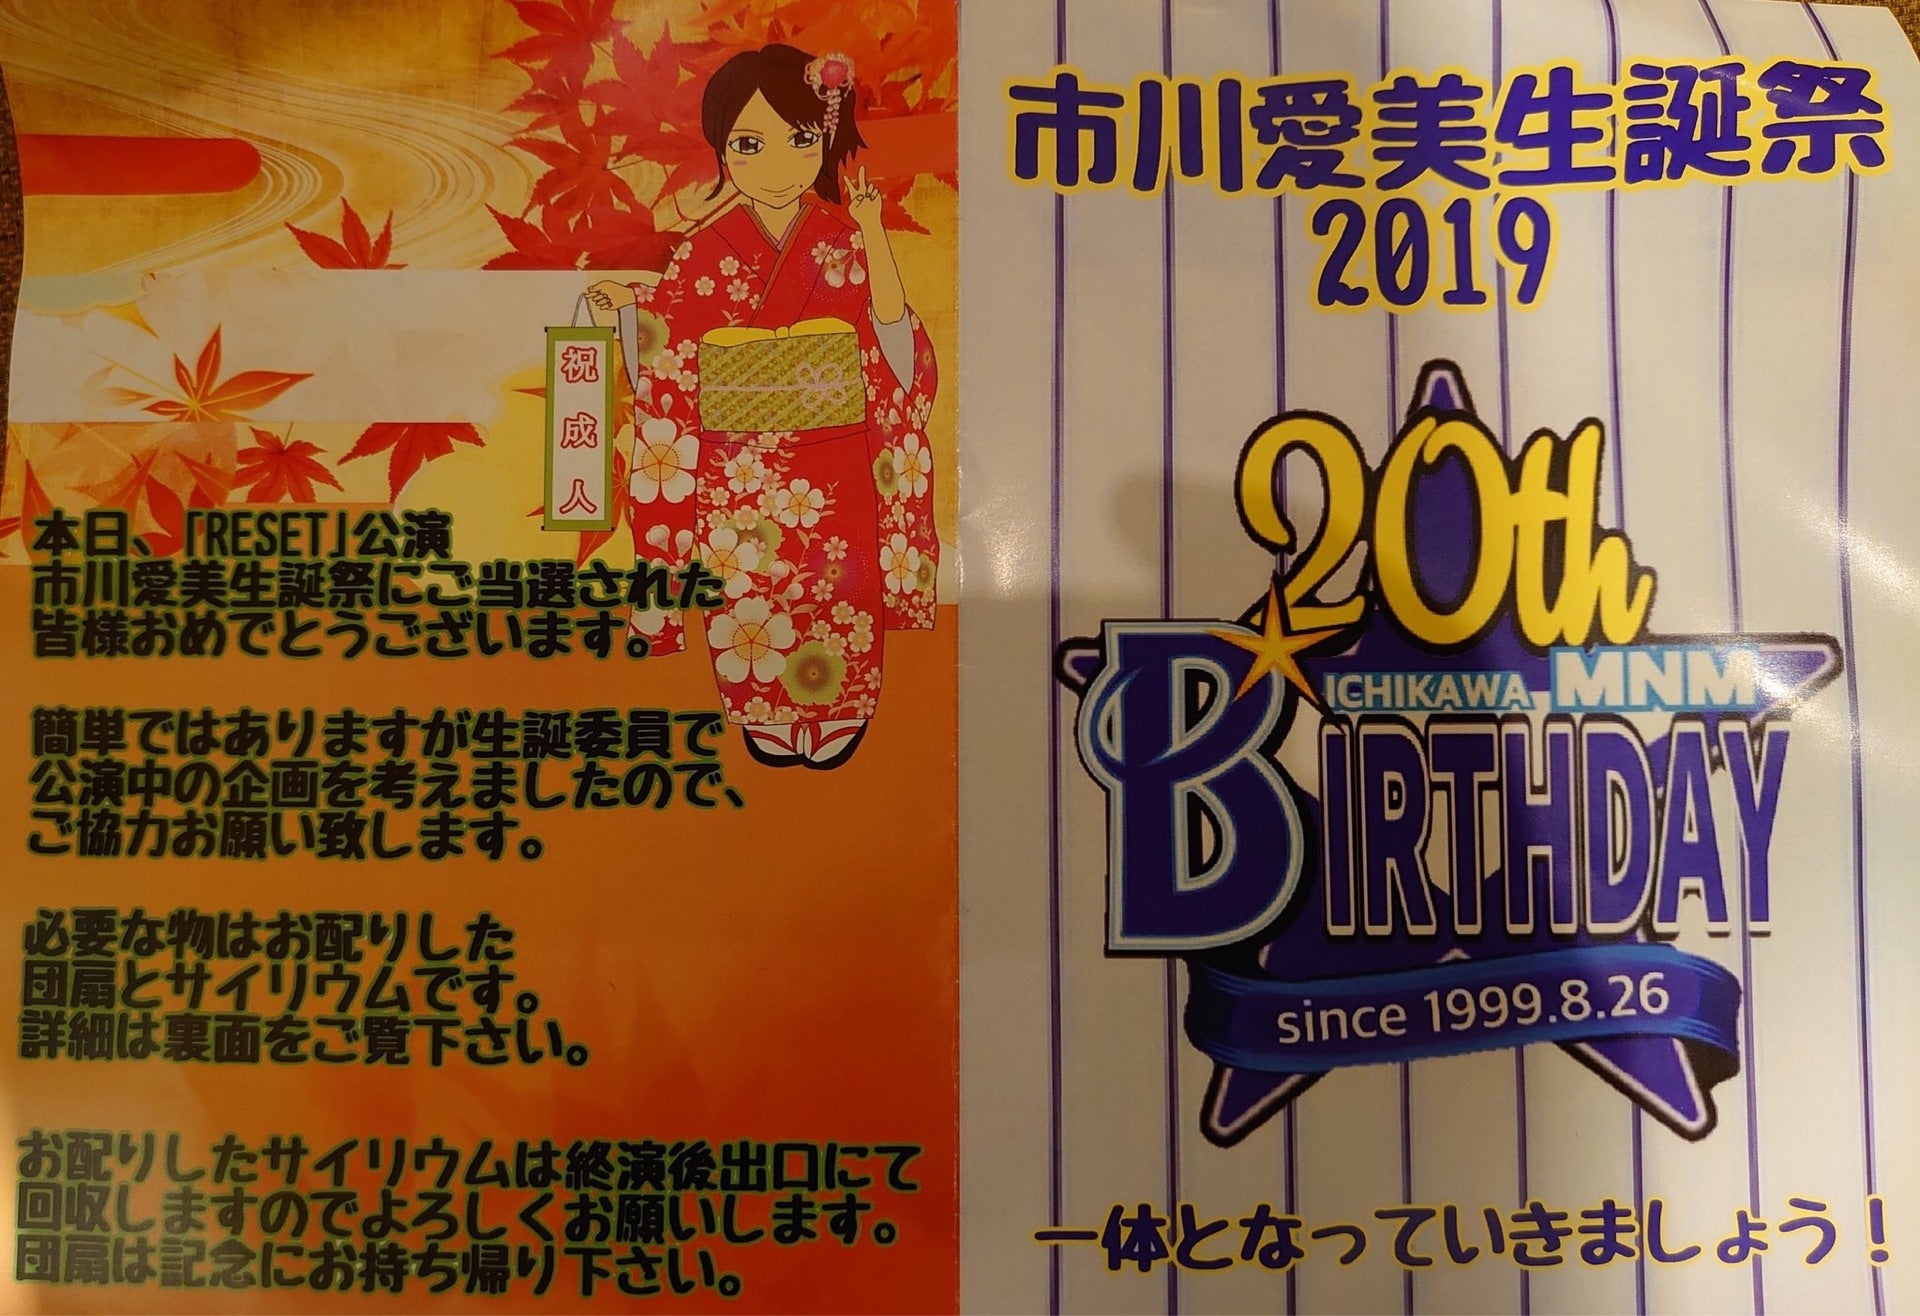 祝成人
本日、「RESET」公演
市川愛美生誕祭にご当選された
皆様おめでとうございます。
簡単ではありますが生誕委員で
公演中の企画を考えましたので、
ご協力お願い致します。
必要な物はお配りした
団扇とサイリウムです。
詳細は裏面をご覧下さい。
お配りしたサイリウムは終演後出口にて
回収しますのでよろしくお願いします。
団扇は記念にお持ち帰り下さい。
市川愛美生誕祭
2019
20th
ICHIKAWA MNM
BIRTHDAY
since 1999.8.26
一体となっていきましょう!